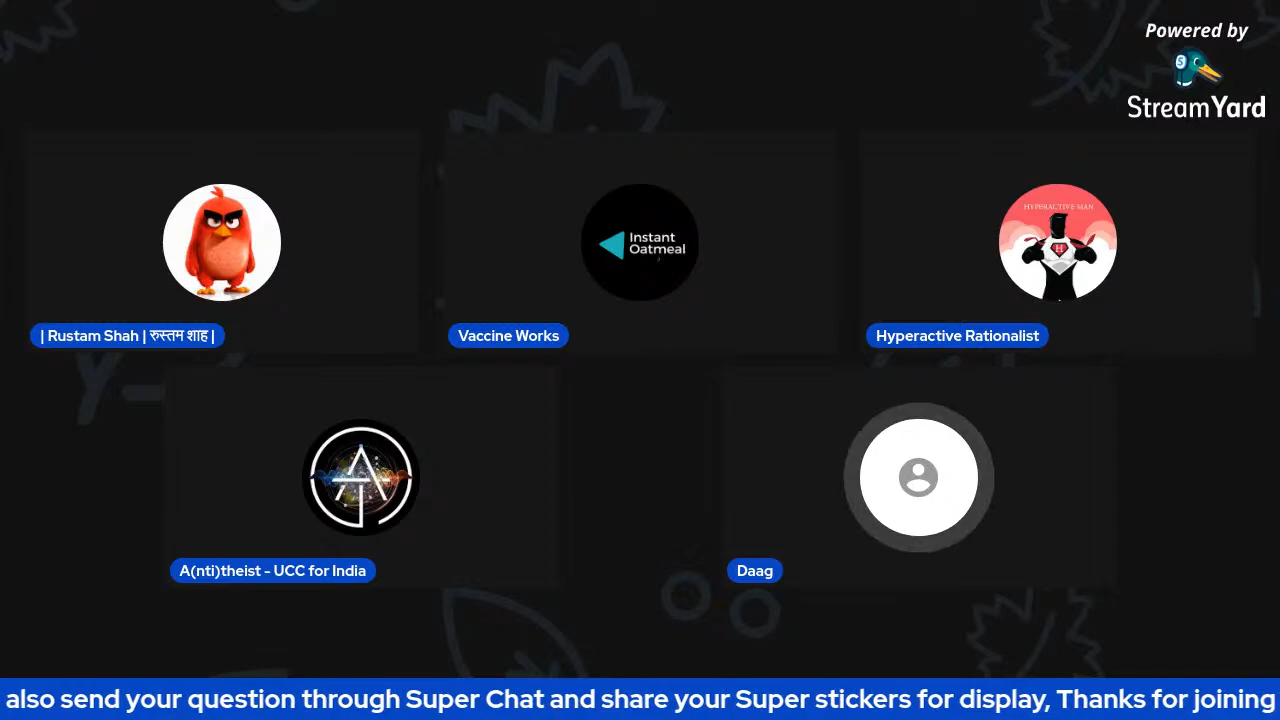 Powered by
StreamYard
Instant
Oatmeal
HYPERACTIVE MAN
H
| Rustam Shah | रुस्तम शाह |
Vaccine Works
Hyperactive Rationalist
A(nti)theist - UCC for India
Daag
also send your question through Super Chat and share your Super stickers for display, Thanks for joining